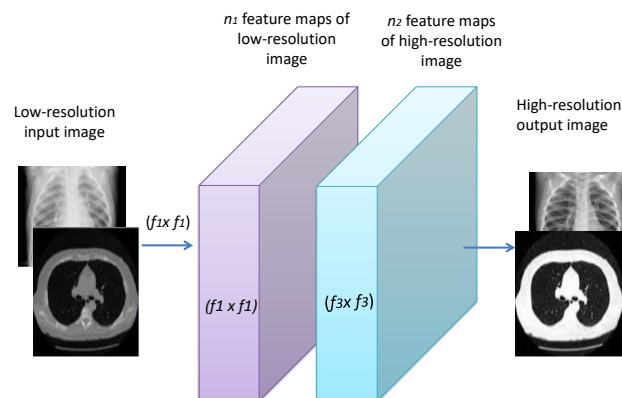 n1 feature maps of
low-resolution
image
n2 feature maps
of high-resolution
image
Low-resolution
input image
High-resolution
output image
(f1x f1)
(f1 x f1)
(f3x f3)